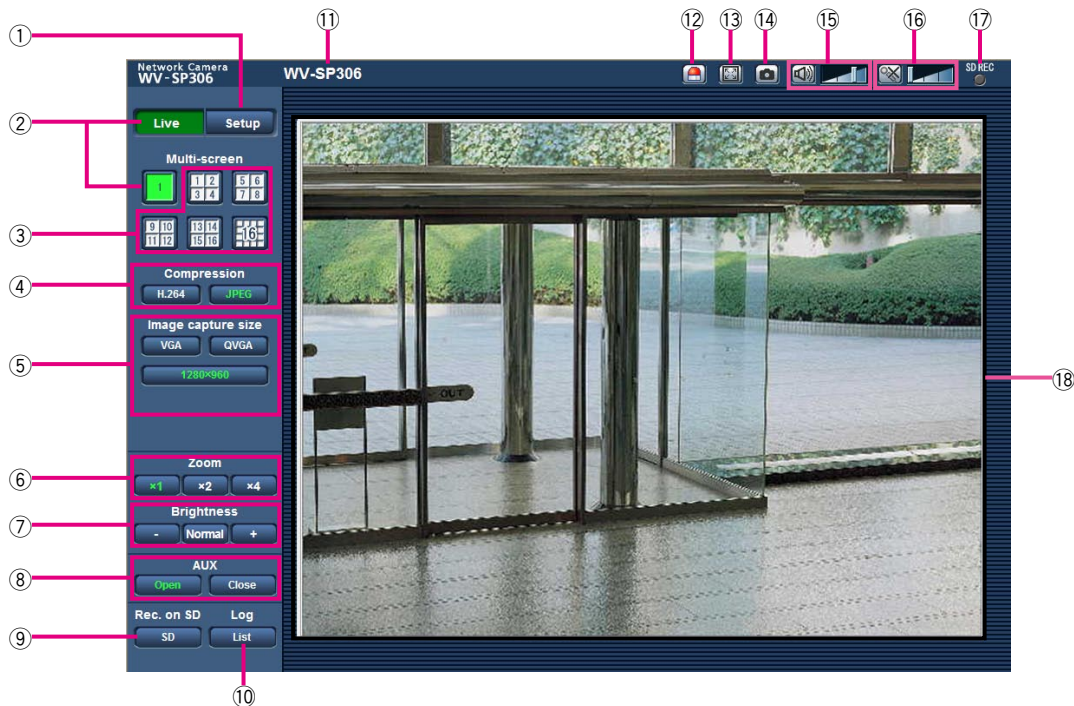 ⑪ ⑫ ⑬ ⑭ ⑮ ⑯ ⑰
①
Network Camera
WV-SP306
WV-SP306
SD REC
②
Live Setup
Multi-screen
1
1 2 3 4
5 6 7 8
③
9 10 11 12
13 14 15 16
16
④
Compression
H.264 JPEG
⑤
Image capture size
VGA QVGA
1280×960
OUT
⑱
⑥
Zoom
×1 ×2 ×4
⑦
Brightness
- Normal +
⑧
AUX
Open Close
Rec. on SD Log
⑨
SD List
⑩